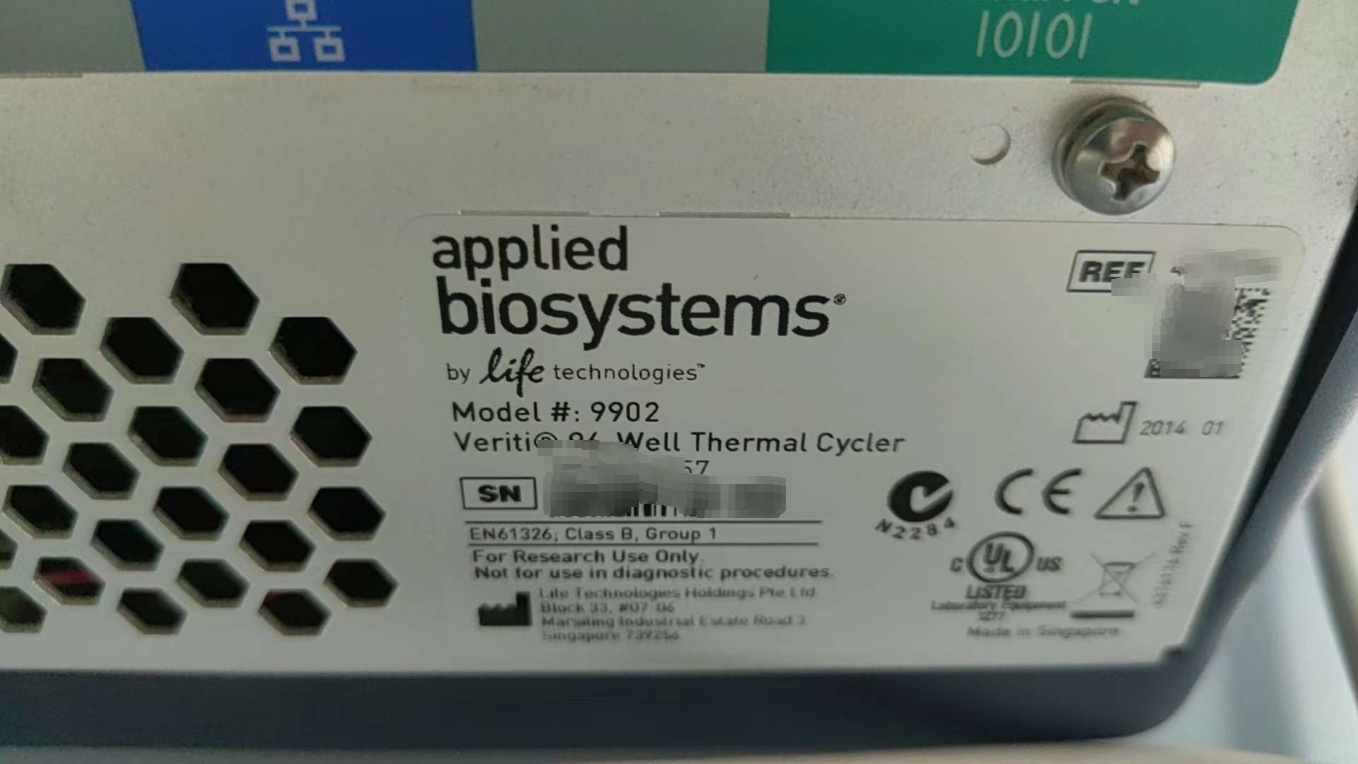 10101
applied
biosystems®
by life technologies™
Model #: 9902
Veriti® 96 Well Thermal Cycler
57
SN
EN61326; Class B, Group 1
For Research Use Only.
Not for use in diagnostic procedures.
Life Technologies Holdings Pte Ltd
Block 33, #07-06
Marsiling Industrial Estate Road 3
Singapore 739256
REF
2014 01
N2284
CE
C UL US
LISTED
Laboratory Equipment
Made in Singapore
Rev F